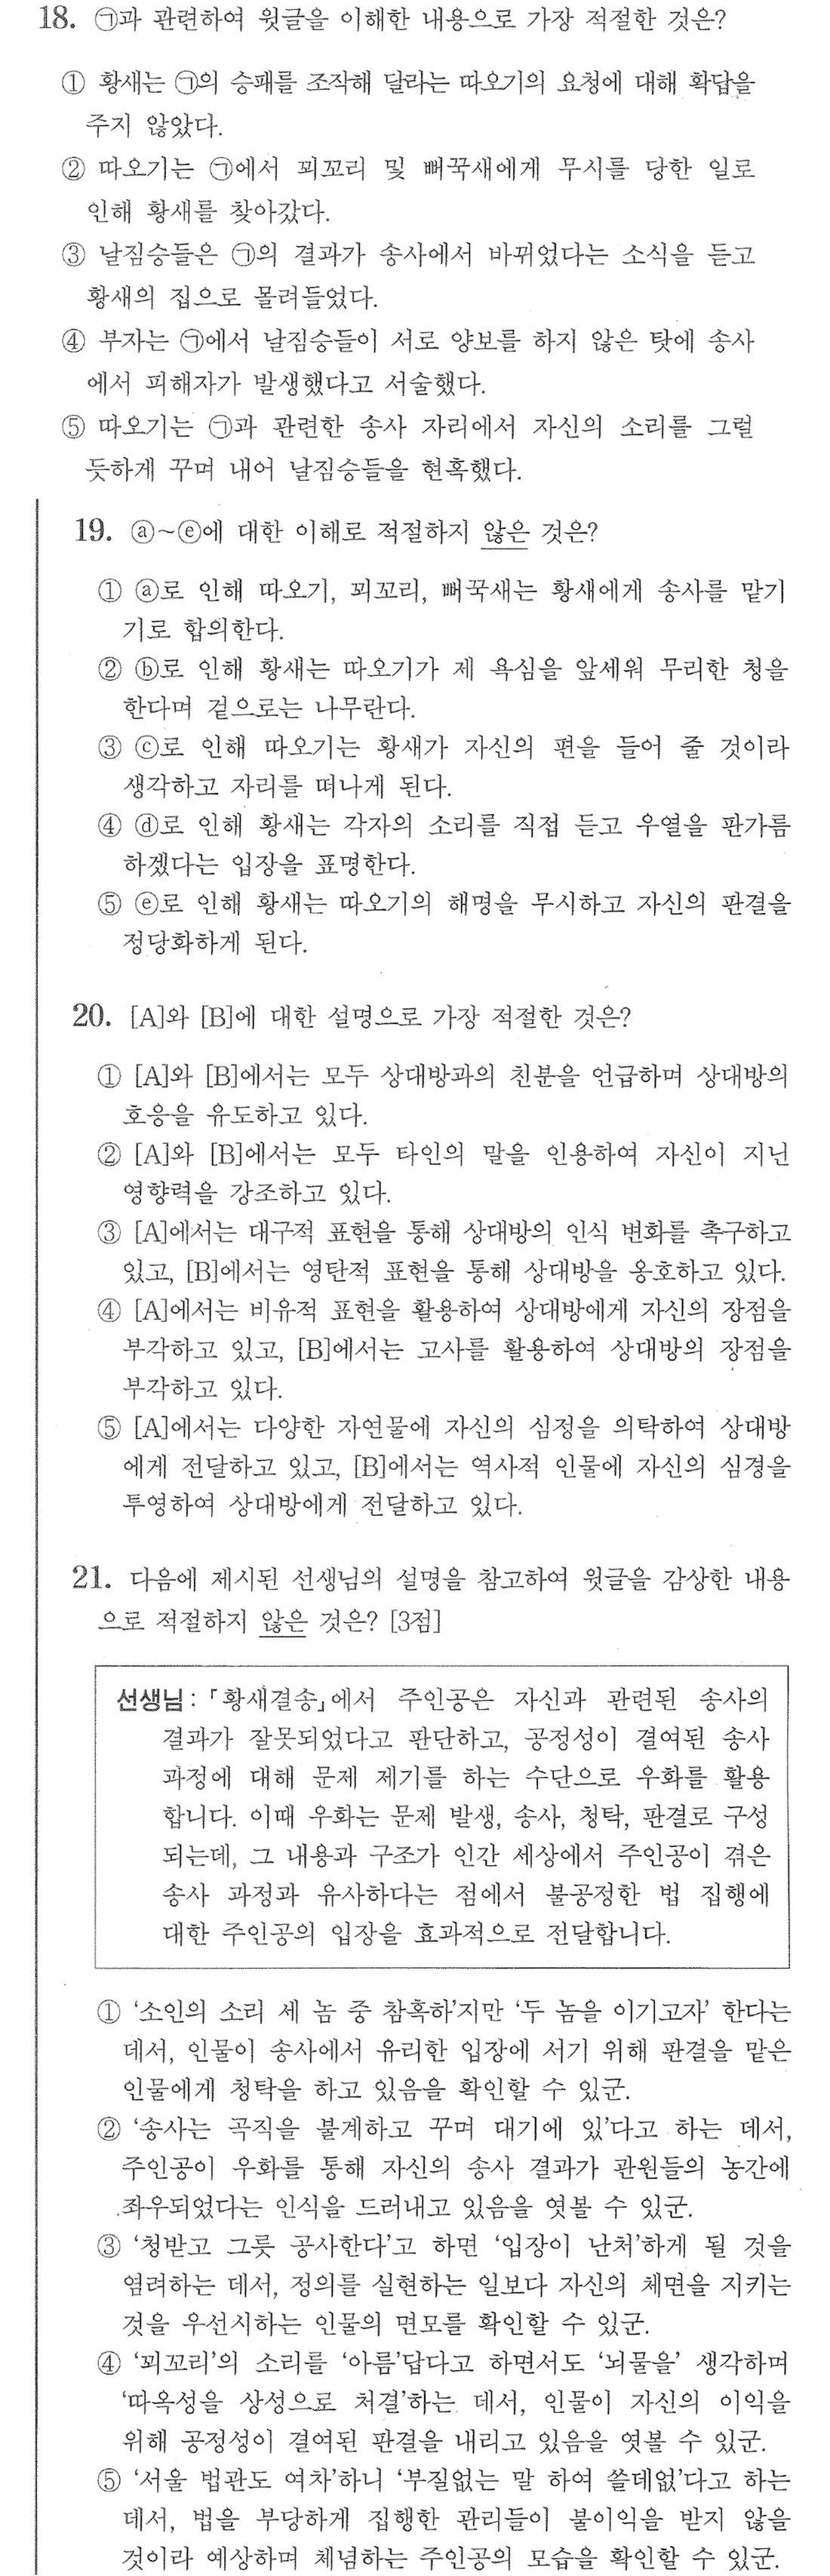 18. ㉠과 관련하여 윗글을 이해한 내용으로 가장 적절한 것은?
① 황새는 ㉠의 승패를 조작해 달라는 따오기의 요청에 대해 확답을
주지 않았다.
② 따오기는 ㉠에서 꾀꼬리 및 뻐꾹새에게 무시를 당한 일로
인해 황새를 찾아갔다.
③ 날짐승들은 ㉠의 결과가 송사에서 바뀌었다는 소식을 듣고
황새의 집으로 몰려들었다.
④ 부자는 ㉠에서 날짐승들이 서로 양보를 하지 않은 탓에 송사
에서 피해자가 발생했다고 서술했다.
⑤ 따오기는 ㉠과 관련한 송사 자리에서 자신의 소리를 그럴
듯하게 꾸며 내어 날짐승들을 현혹했다.
19. ⓐ~ⓔ에 대한 이해로 적절하지 않은 것은?
① ⓐ로 인해 따오기, 꾀꼬리, 뻐꾹새는 황새에게 송사를 맡기
기로 합의한다.
② ⓑ로 인해 황새는 따오기가 제 욕심을 앞세워 무리한 청을
한다며 겉으로는 나무란다.
③ ⓒ로 인해 따오기는 황새가 자신의 편을 들어 줄 것이라
생각하고 자리를 떠나게 된다.
④ ⓓ로 인해 황새는 각자의 소리를 직접 듣고 우열을 판가름
하겠다는 입장을 표명한다.
⑤ ⓔ로 인해 황새는 따오기의 해명을 무시하고 자신의 판결을
정당화하게 된다.
20. [A]와 [B]에 대한 설명으로 가장 적절한 것은?
① [A]와 [B]에서는 모두 상대방과의 친분을 언급하며 상대방의
호응을 유도하고 있다.
② [A]와 [B]에서는 모두 타인의 말을 인용하여 자신이 지닌
영향력을 강조하고 있다.
③ [A]에서는 대구적 표현을 통해 상대방의 인식 변화를 촉구하고
있고, [B]에서는 영탄적 표현을 통해 상대방을 옹호하고 있다.
④ [A]에서는 비유적 표현을 활용하여 상대방에게 자신의 장점을
부각하고 있고, [B]에서는 고사를 활용하여 상대방의 장점을
부각하고 있다.
⑤ [A]에서는 다양한 자연물에 자신의 심정을 의탁하여 상대방
에게 전달하고 있고, [B]에서는 역사적 인물에 자신의 심경을
투영하여 상대방에게 전달하고 있다.
21. 다음에 제시된 선생님의 설명을 참고하여 윗글을 감상한 내용
으로 적절하지 않은 것은? [3점]
선생님 : 「황새결송」에서 주인공은 자신과 관련된 송사의
결과가 잘못되었다고 판단하고, 공정성이 결여된 송사
과정에 대해 문제 제기를 하는 수단으로 우화를 활용
합니다. 이때 우화는 문제 발생, 송사, 청탁, 판결로 구성
되는데, 그 내용과 구조가 인간 세상에서 주인공이 겪은
송사 과정과 유사하다는 점에서 불공정한 법 집행에
대한 주인공의 입장을 효과적으로 전달합니다.
① ‘소인의 소리 세 놈 중 참혹하’지만 ‘두 놈을 이기고자’ 한다는
데서, 인물이 송사에서 유리한 입장에 서기 위해 판결을 맡은
인물에게 청탁을 하고 있음을 확인할 수 있군.
② ‘송사는 곡직을 불계하고 꾸며 대기에 있’다고 하는 데서,
주인공이 우화를 통해 자신의 송사 결과가 관원들의 농간에
좌우되었다는 인식을 드러내고 있음을 엿볼 수 있군.
③ ‘청받고 그릇 공사한다’고 하면 ‘입장이 난처’하게 될 것을
염려하는 데서, 정의를 실현하는 일보다 자신의 체면을 지키는
것을 우선시하는 인물의 면모를 확인할 수 있군.
④ ‘꾀꼬리’의 소리를 ‘아름’답다고 하면서도 ‘뇌물을’ 생각하며
‘따옥성을 상성으로 처결’하는 데서, 인물이 자신의 이익을
위해 공정성이 결여된 판결을 내리고 있음을 엿볼 수 있군.
⑤ ‘서울 법관도 여차’하니 ‘부질없는 말 하여 쓸데없’다고 하는
데서, 법을 부당하게 집행한 관리들이 불이익을 받지 않을
것이라 예상하며 체념하는 주인공의 모습을 확인할 수 있군.